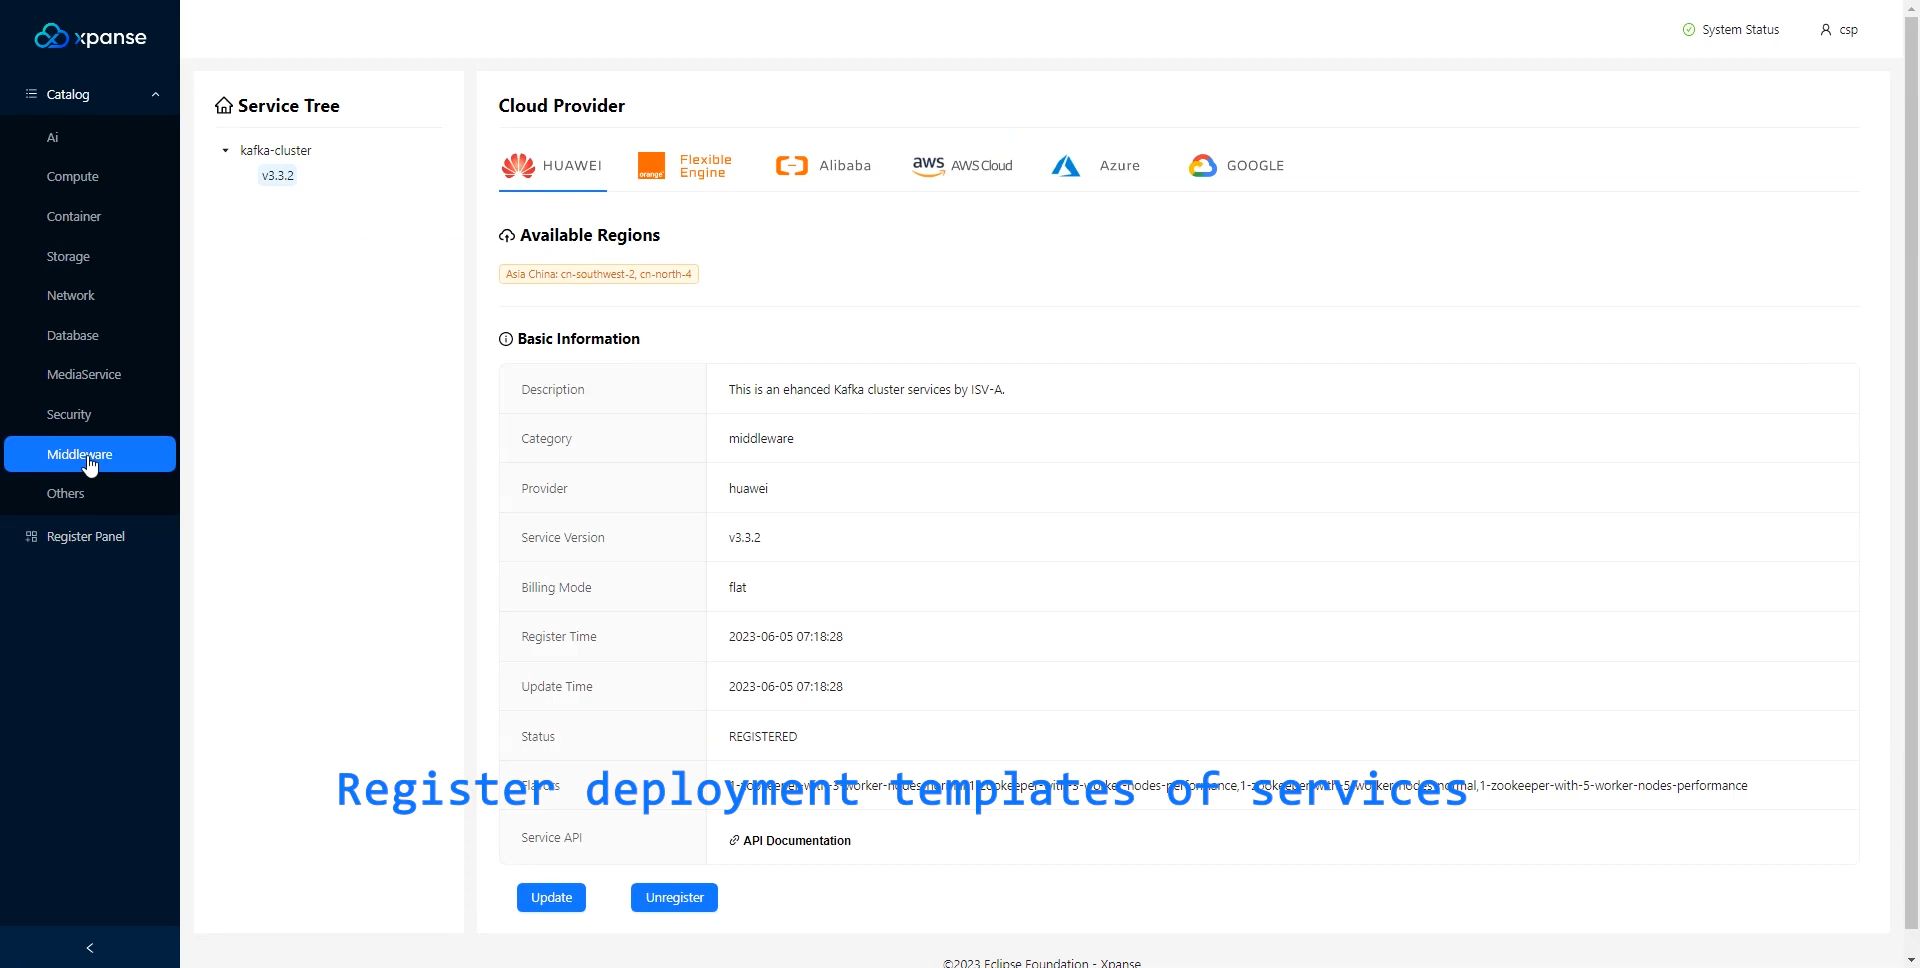 xpanse
System Status
csp
Catalog
Ai
Compute
Container
Storage
Network
Database
MediaService
Security
Middleware
Others
Register Panel
Service Tree
kafka-cluster
v3.3.2
Cloud Provider
HUAWEI
orange
Flexible
Engine
Alibaba
aws AWS Cloud
Azure
GOOGLE
Available Regions
Asia China: cn-southwest-2, cn-north-4
Basic Information
Description This is an ehanced Kafka cluster services by ISV-A.
Category middleware
Provider huawei
Service Version v3.3.2
Billing Mode flat
Register Time 2023-06-05 07:18:28
Update Time 2023-06-05 07:18:28
Status REGISTERED
Flavors 1-zookeeper-with-3-worker-nodes-normal,1-zookeeper-with-3-worker-nodes-performance,1-zookeeper-with-5-worker-nodes-normal,1-zookeeper-with-5-worker-nodes-performance
Register deployment templates of services
Service API API Documentation
Update
Unregister
©2023 Eclipse Foundation - Xpanse